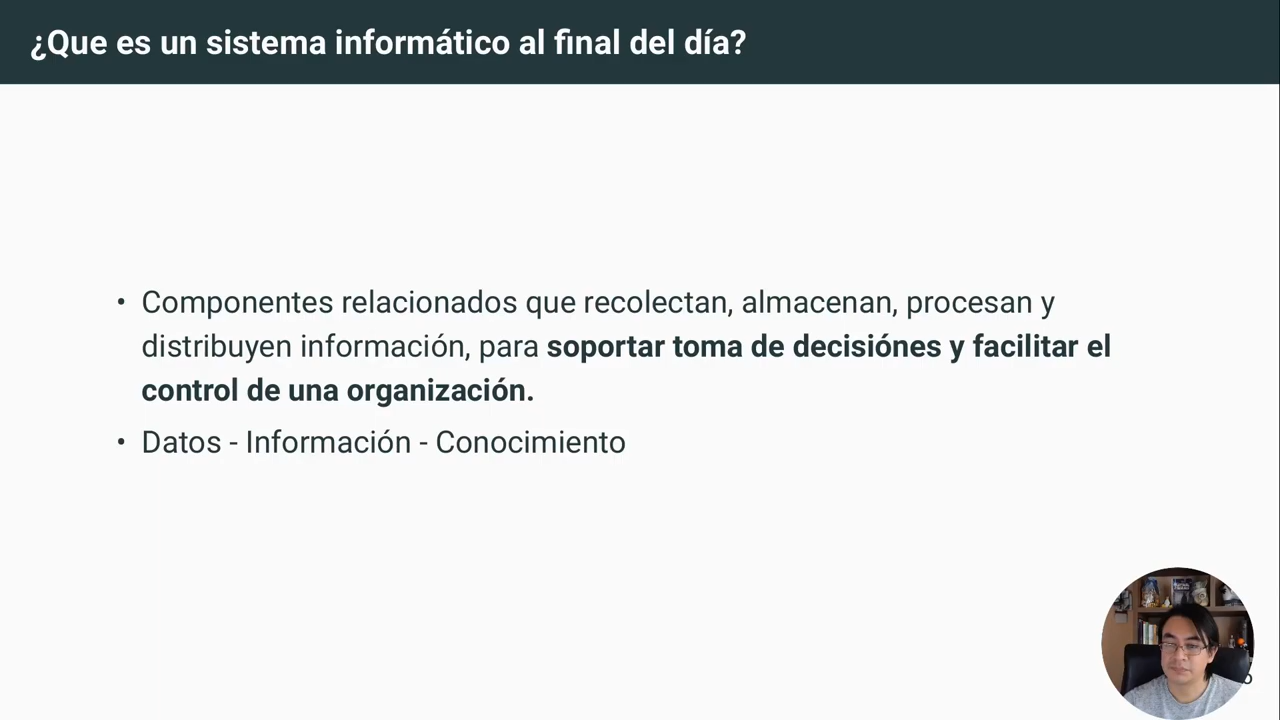 ¿Que es un sistema informático al final del día?
• Componentes relacionados que recolectan, almacenan, procesan y
distribuyen información, para soportar toma de decisiónes y facilitar el
control de una organización.
• Datos - Información - Conocimiento